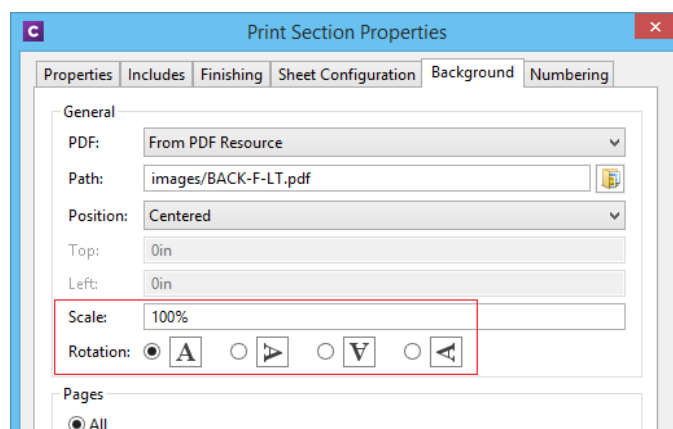 C Print Section Properties ×
Properties Includes Finishing Sheet Configuration Background Numbering
General
PDF: From PDF Resource
Path: images/BACK-F-LT.pdf
Position: Centered
Top: 0in
Left: 0in
Scale: 100%
Rotation: A A A A
Pages
All